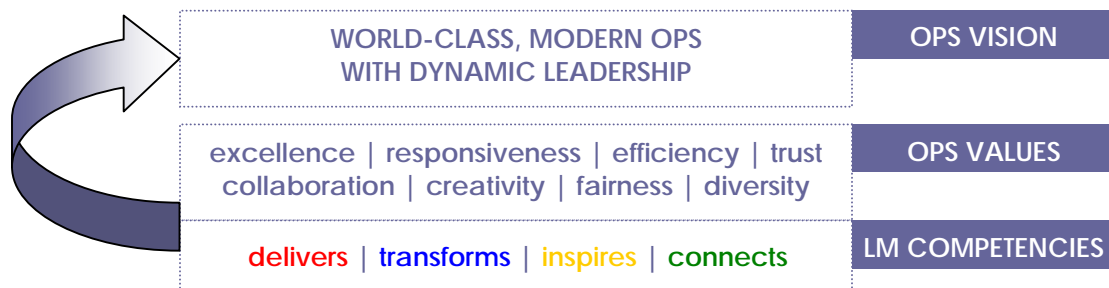 WORLD-CLASS, MODERN OPS
WITH DYNAMIC LEADERSHIP
OPS VISION
excellence | responsiveness | efficiency | trust
collaboration | creativity | fairness | diversity
OPS VALUES
delivers | transforms | inspires | connects
LM COMPETENCIES